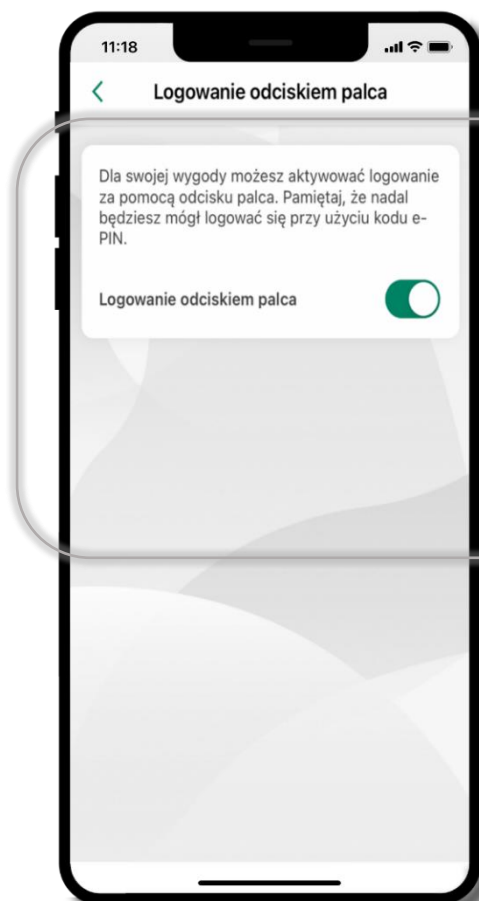 11:18
Logowanie odciskiem palca
Dla swojej wygody możesz aktywować logowanie
za pomocą odcisku palca. Pamiętaj, że nadal
będziesz mógł logować się przy użyciu kodu e-
PIN.
Logowanie odciskiem palca